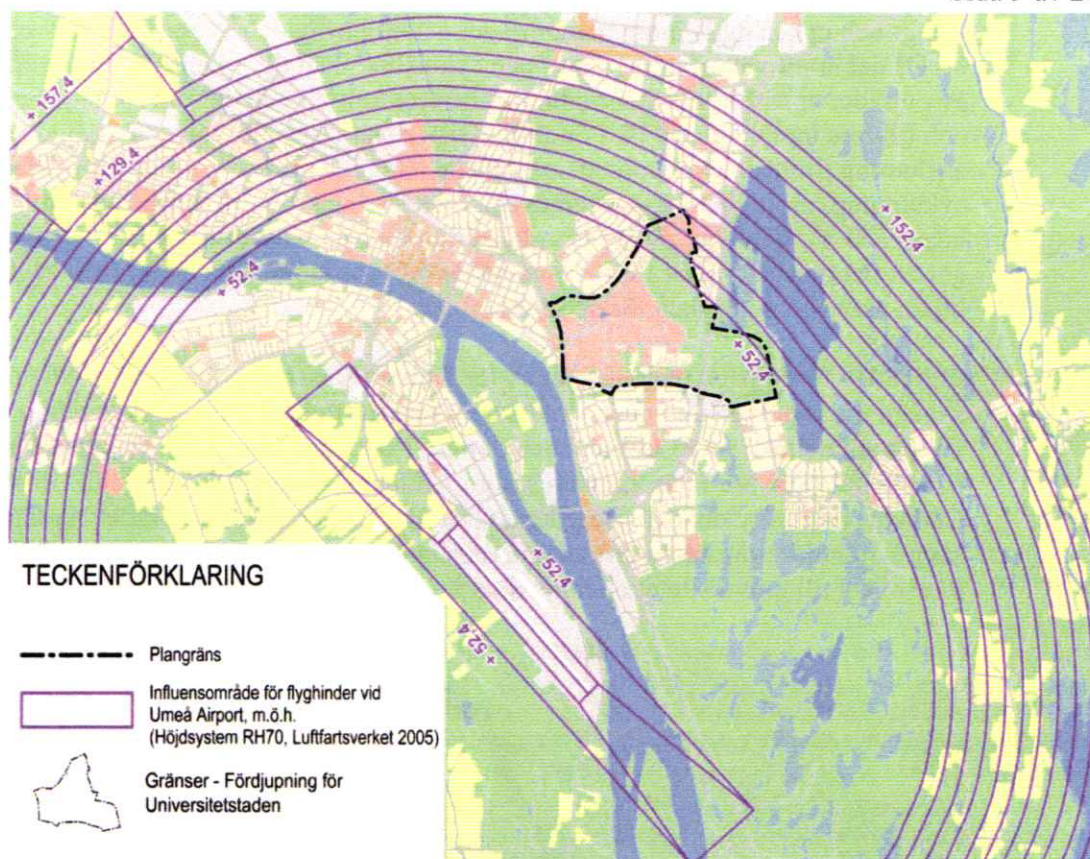 + 157,4
+129,4
+ 152,4
+ 52,4
+ 52,4
+ 52,4
+ 52,4
TECKENFÖRKLARING
Plangräns
Influensområde för flyghinder vid
Umeå Airport, m.ö.h.
(Höjdsystem RH70, Luftfartsverket 2005)
Gränser - Fördjupning för
Universitetstaden